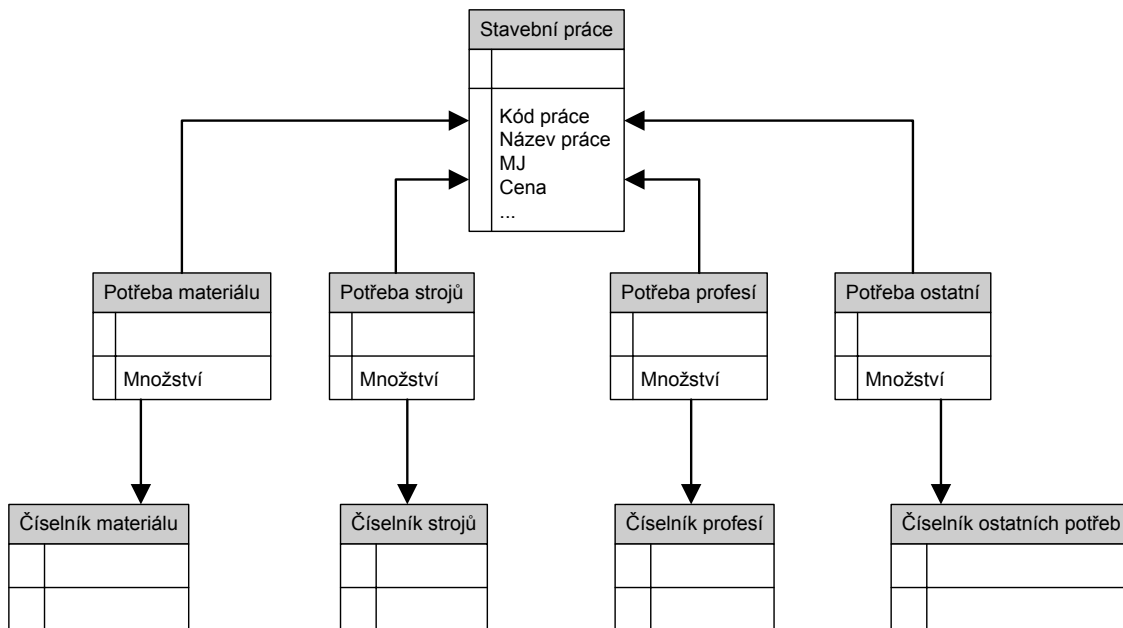 Stavební práce
Kód práce
Název práce
MJ
Cena
...
Potřeba materiálu
Množství
Potřeba strojů
Množství
Potřeba profesí
Množství
Potřeba ostatní
Množství
Číselník materiálu
Číselník strojů
Číselník profesí
Číselník ostatních potřeb